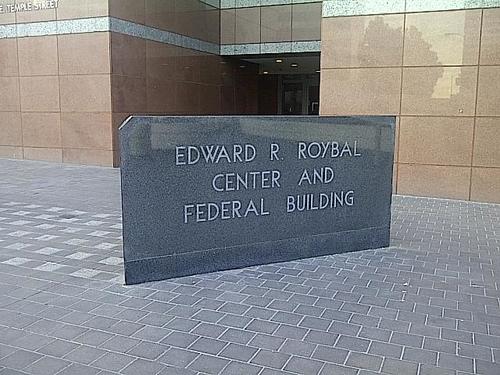 E. TEMPLE STREET
EDWARD R. ROYBAL
CENTER AND
FEDERAL BUILDING